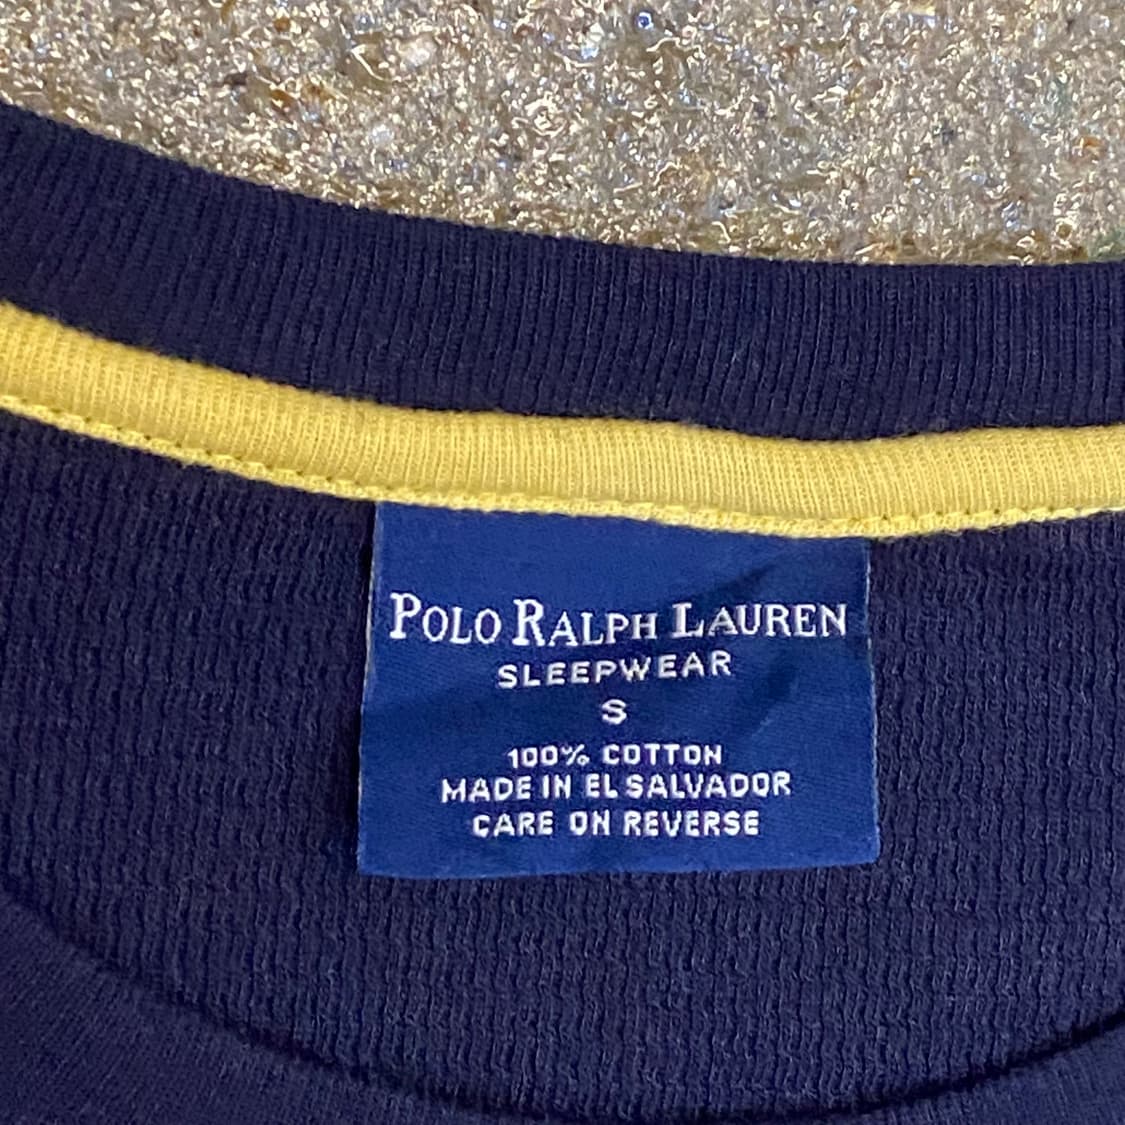 POLO RALPH LAUREN
SLEEPWEAR
S
100% COTTON
MADE IN EL SALVADOR
CARE ON REVERSE